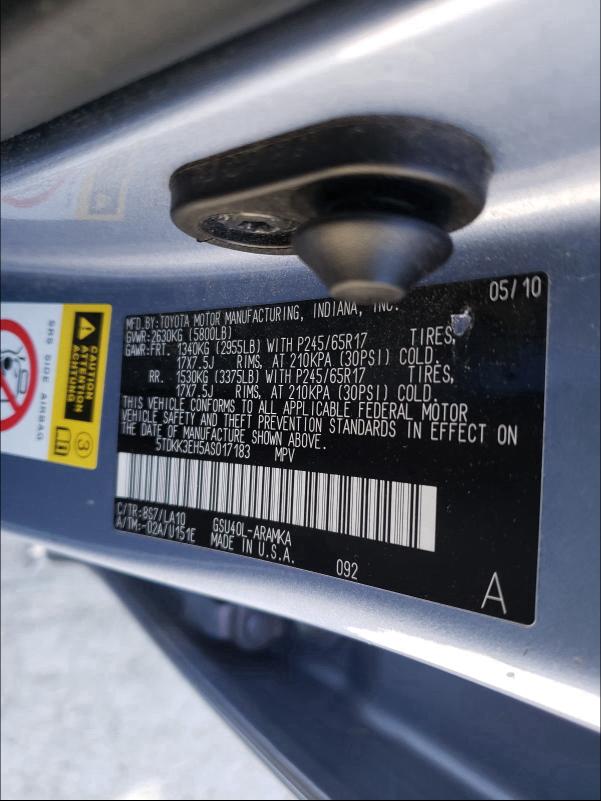 05/10
MFD.BY:TOYOTA MOTOR MANUFACTURING, INDIANA, INC.
GVWR:2630KG (5800LB)
GAWR:FRT. 1340KG (2955LB) WITH P245/65R17 TIRES,
17X7.5J RIMS, AT 210KPA (30PSI) COLD.
RR. 1530KG (3375LB) WITH P245/65R17 TIRES,
17X7.5J RIMS, AT 210KPA (30PSI) COLD.
THIS VEHICLE CONFORMS TO ALL APPLICABLE FEDERAL MOTOR
VEHICLE SAFETY AND THEFT PREVENTION STANDARDS IN EFFECT ON
THE DATE OF MANUFACTURE SHOWN ABOVE.
5TDKK3EH5AS017183 MPV
C/TR:8S7/LA10 GSU40L-ARAMKA
A/TM:-02A/U151E MADE IN U.S.A.
092
A
SRS SIDE AIRBAG
CAUTION
ATTENTION
ACHTUNG
3